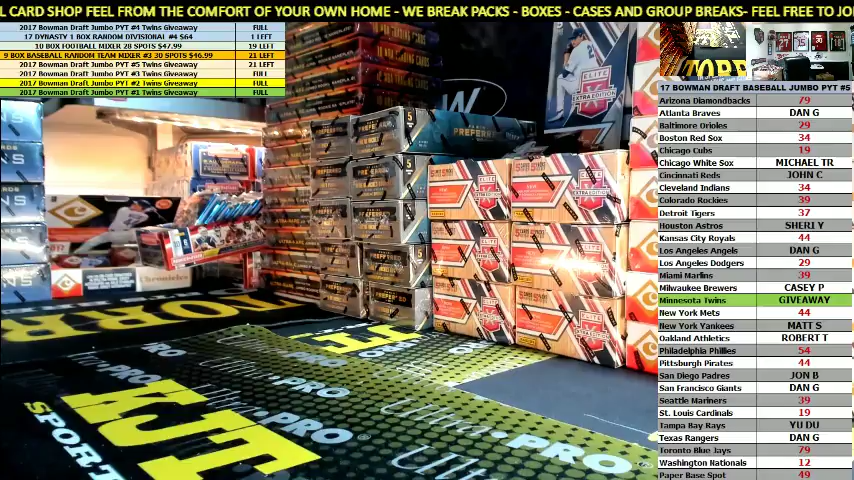 L CARD SHOP FEEL FROM THE COMFORT OF YOUR OWN HOME - WE BREAK PACKS - BOXES - CASES AND GROUP BREAKS- FEEL FREE TO JO
2017 Bowman Draft Jumbo PYT #4 Twins Giveaway FULL
17 DYNASTY 1 BOX RANDOM DIVISIONAL #4 $64 1 LEFT
10 BOX FOOTBALL MIXER 28 SPOTS $47.99 19 LEFT
9 BOX BASEBALL RANDOM TEAM MIXER #3 30 SPOTS $46.99 21 LEFT
2017 Bowman Draft Jumbo PYT #5 Twins Giveaway 21 LEFT
2017 Bowman Draft Jumbo PYT #3 Twins Giveaway FULL
2017 Bowman Draft Jumbo PYT #2 Twins Giveaway FULL
2017 Bowman Draft Jumbo PYT #1 Twins Giveaway FULL
17 BOWMAN DRAFT BASEBALL JUMBO PYT #5
Arizona Diamondbacks 79
Atlanta Braves DAN G
Baltimore Orioles 29
Boston Red Sox 34
Chicago Cubs 19
Chicago White Sox MICHAEL TR
Cincinnati Reds JOHN C
Cleveland Indians 34
Colorado Rockies 39
Detroit Tigers 37
Houston Astros SHERI Y
Kansas City Royals 44
Los Angeles Angels DAN G
Los Angeles Dodgers 29
Miami Marlins 39
Milwaukee Brewers CASEY P
Minnesota Twins GIVEAWAY
New York Mets 44
New York Yankees MATT S
Oakland Athletics ROBERT T
Philadelphia Phillies 54
Pittsburgh Pirates 44
San Diego Padres JON B
San Francisco Giants DAN G
Seattle Mariners 39
St. Louis Cardinals 19
Tampa Bay Rays YU DU
Texas Rangers DAN G
Toronto Blue Jays 79
Washington Nationals 12
Paper Base Spot 49
ELITE
EXTRA EDITION
PREFERRED
5
KJT
SPORT
Ultra PRO